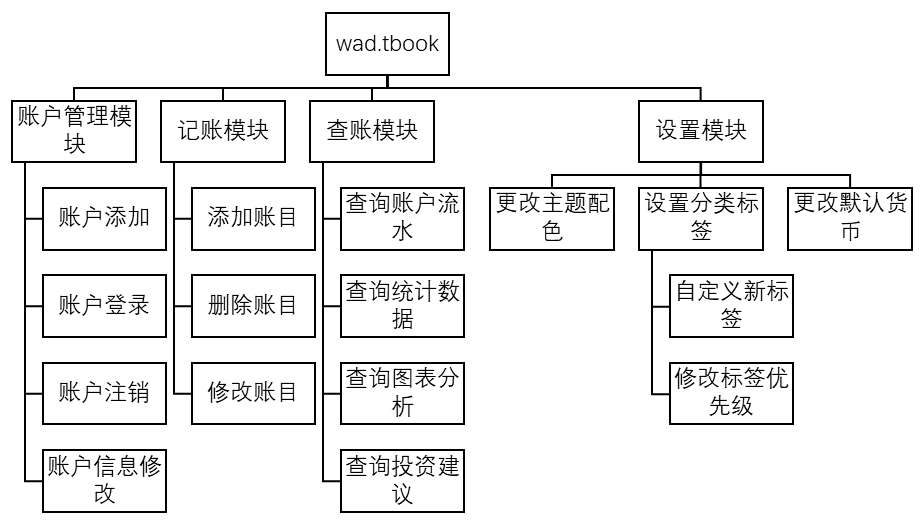 wad.tbook
账户管理模
块
记账模块
查账模块
设置模块
账户添加
账户登录
账户注销
账户信息修
改
添加账目
删除账目
修改账目
查询账户流
水
查询统计数
据
查询图表分
析
查询投资建
议
更改主题配
色
设置分类标
签
更改默认货
币
自定义新标
签
修改标签优
先级